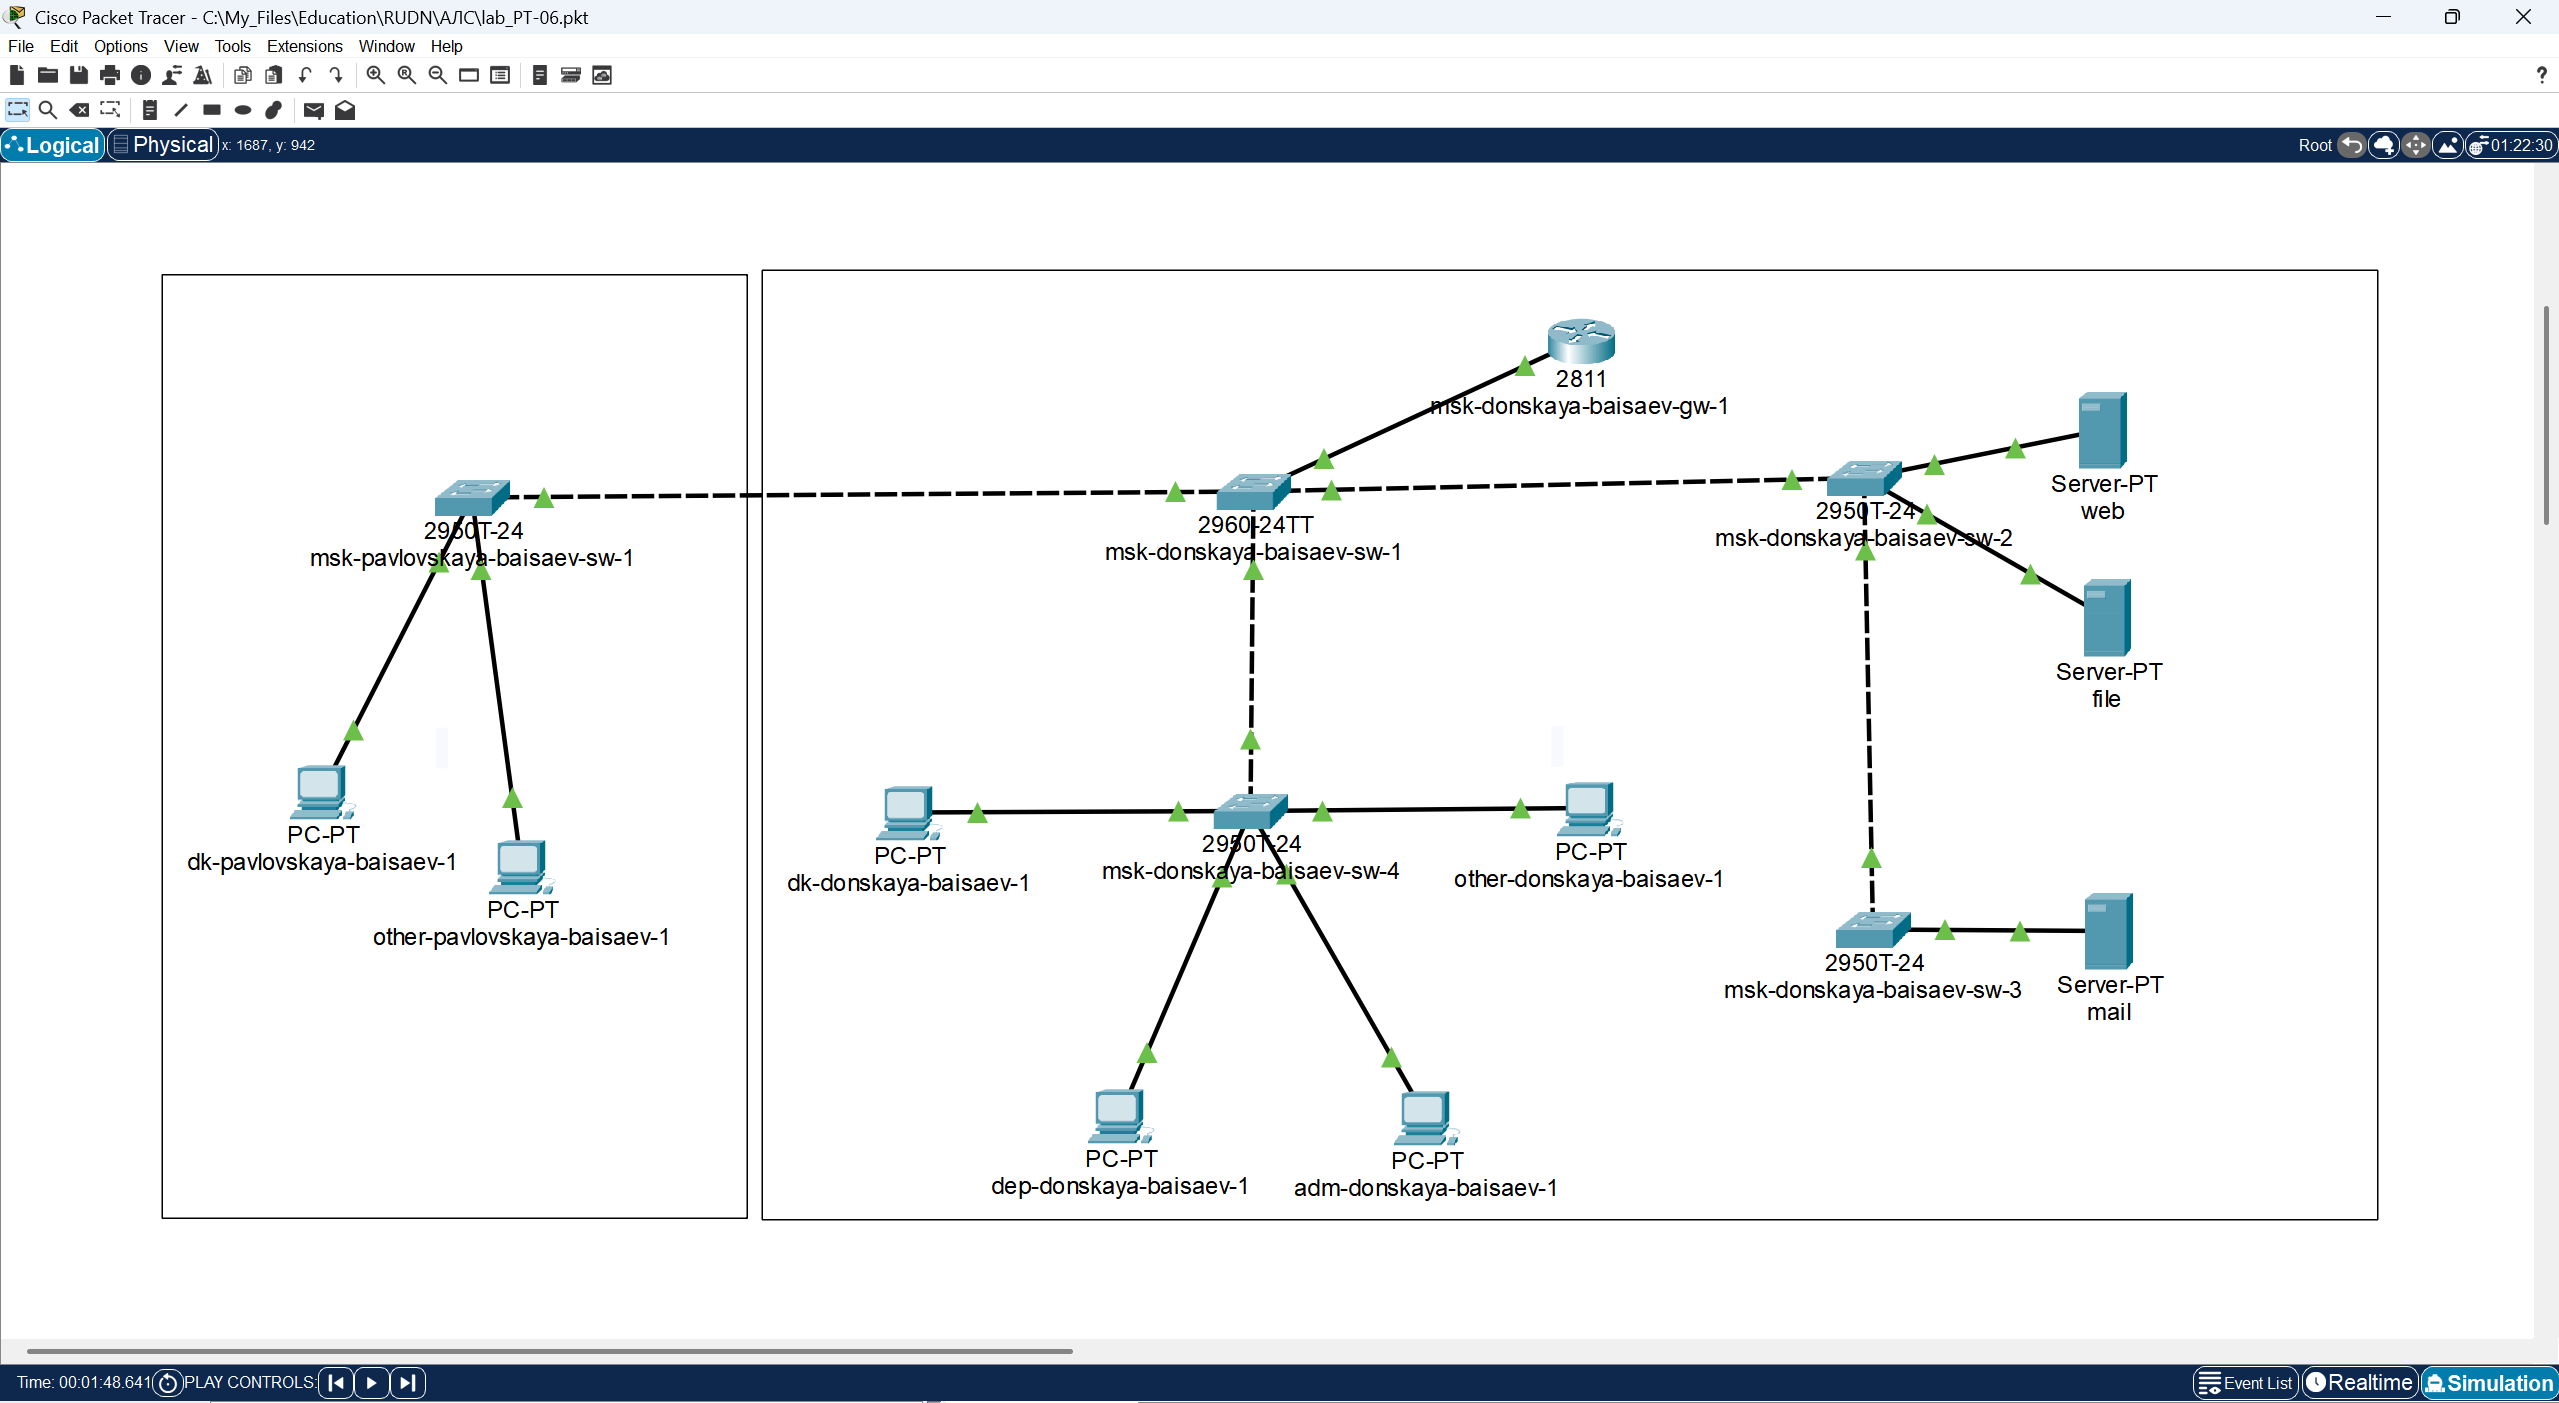 Cisco Packet Tracer - C:\My_Files\Education\RUDN\АЛС\lab_PT-06.pkt
File Edit Options View Tools Extensions Window Help
?
Logical Physical x: 1687, y: 942 Root 01:22:30
2811
msk-donskaya-baisaev-gw-1
Server-PT
web
2950T-24
msk-pavlovskaya-baisaev-sw-1
2960-24TT
msk-donskaya-baisaev-sw-1
2950T-24
msk-donskaya-baisaev-sw-2
Server-PT
file
PC-PT
dk-pavlovskaya-baisaev-1
PC-PT
other-pavlovskaya-baisaev-1
PC-PT
dk-donskaya-baisaev-1
2950T-24
msk-donskaya-baisaev-sw-4
PC-PT
other-donskaya-baisaev-1
2950T-24
msk-donskaya-baisaev-sw-3
Server-PT
mail
PC-PT
dep-donskaya-baisaev-1
PC-PT
adm-donskaya-baisaev-1
Time: 00:01:48.641 PLAY CONTROLS: Event List Realtime Simulation